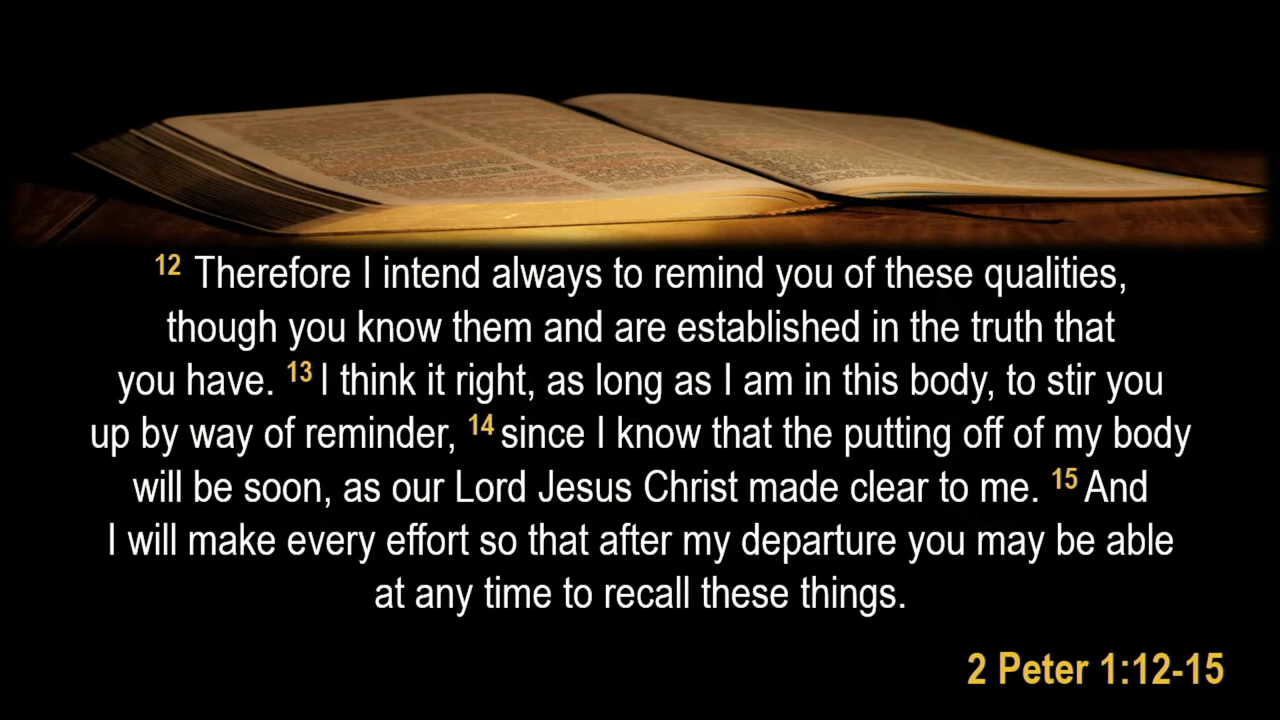 12 Therefore I intend always to remind you of these qualities,
though you know them and are established in the truth that
you have. 13 I think it right, as long as I am in this body, to stir you
up by way of reminder, 14 since I know that the putting off of my body
will be soon, as our Lord Jesus Christ made clear to me. 15 And
I will make every effort so that after my departure you may be able
at any time to recall these things.
2 Peter 1:12-15